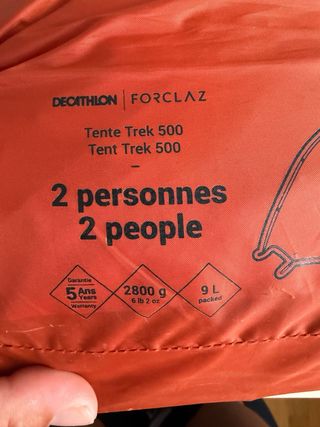 DECATHLON | FORCLAZ
Tente Trek 500
Tent Trek 500
–
2 personnes
2 people
Garantie
5 Ans
Years
Warranty
2800 g
6 lb 2 oz
9 L
packed